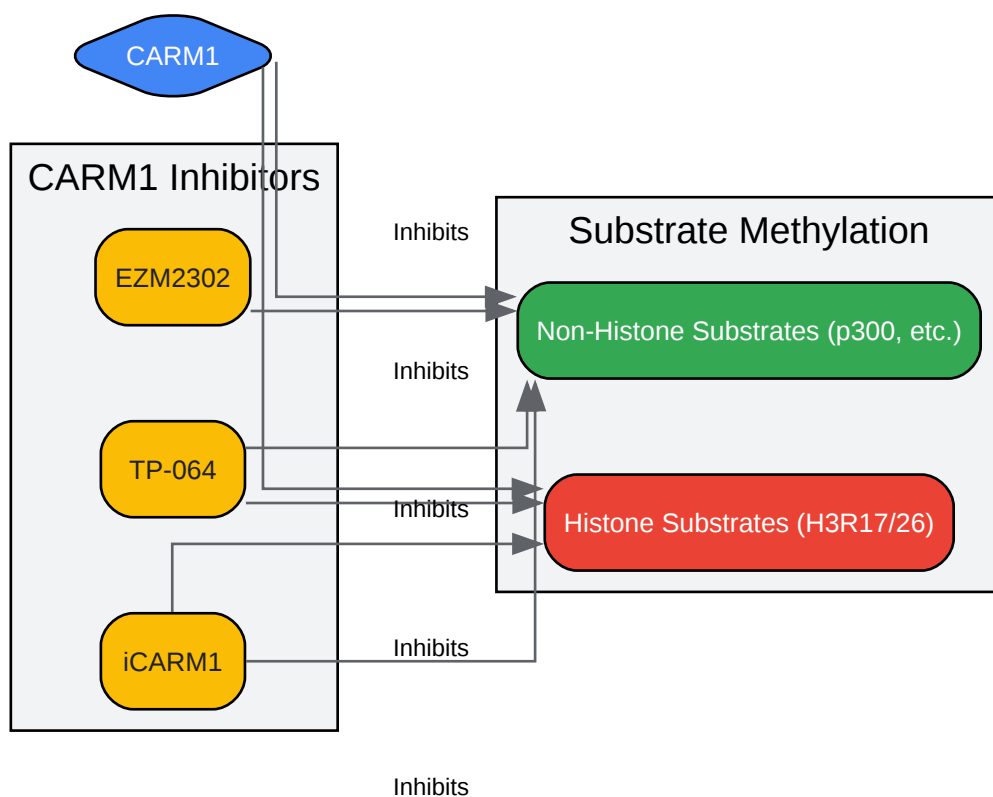 CARM1
CARM1 Inhibitors
EZM2302
TP-064
iCARM1
Inhibits
Inhibits
Inhibits
Inhibits
Inhibits
Substrate Methylation
Non-Histone Substrates (p300, etc.)
Histone Substrates (H3R17/26)